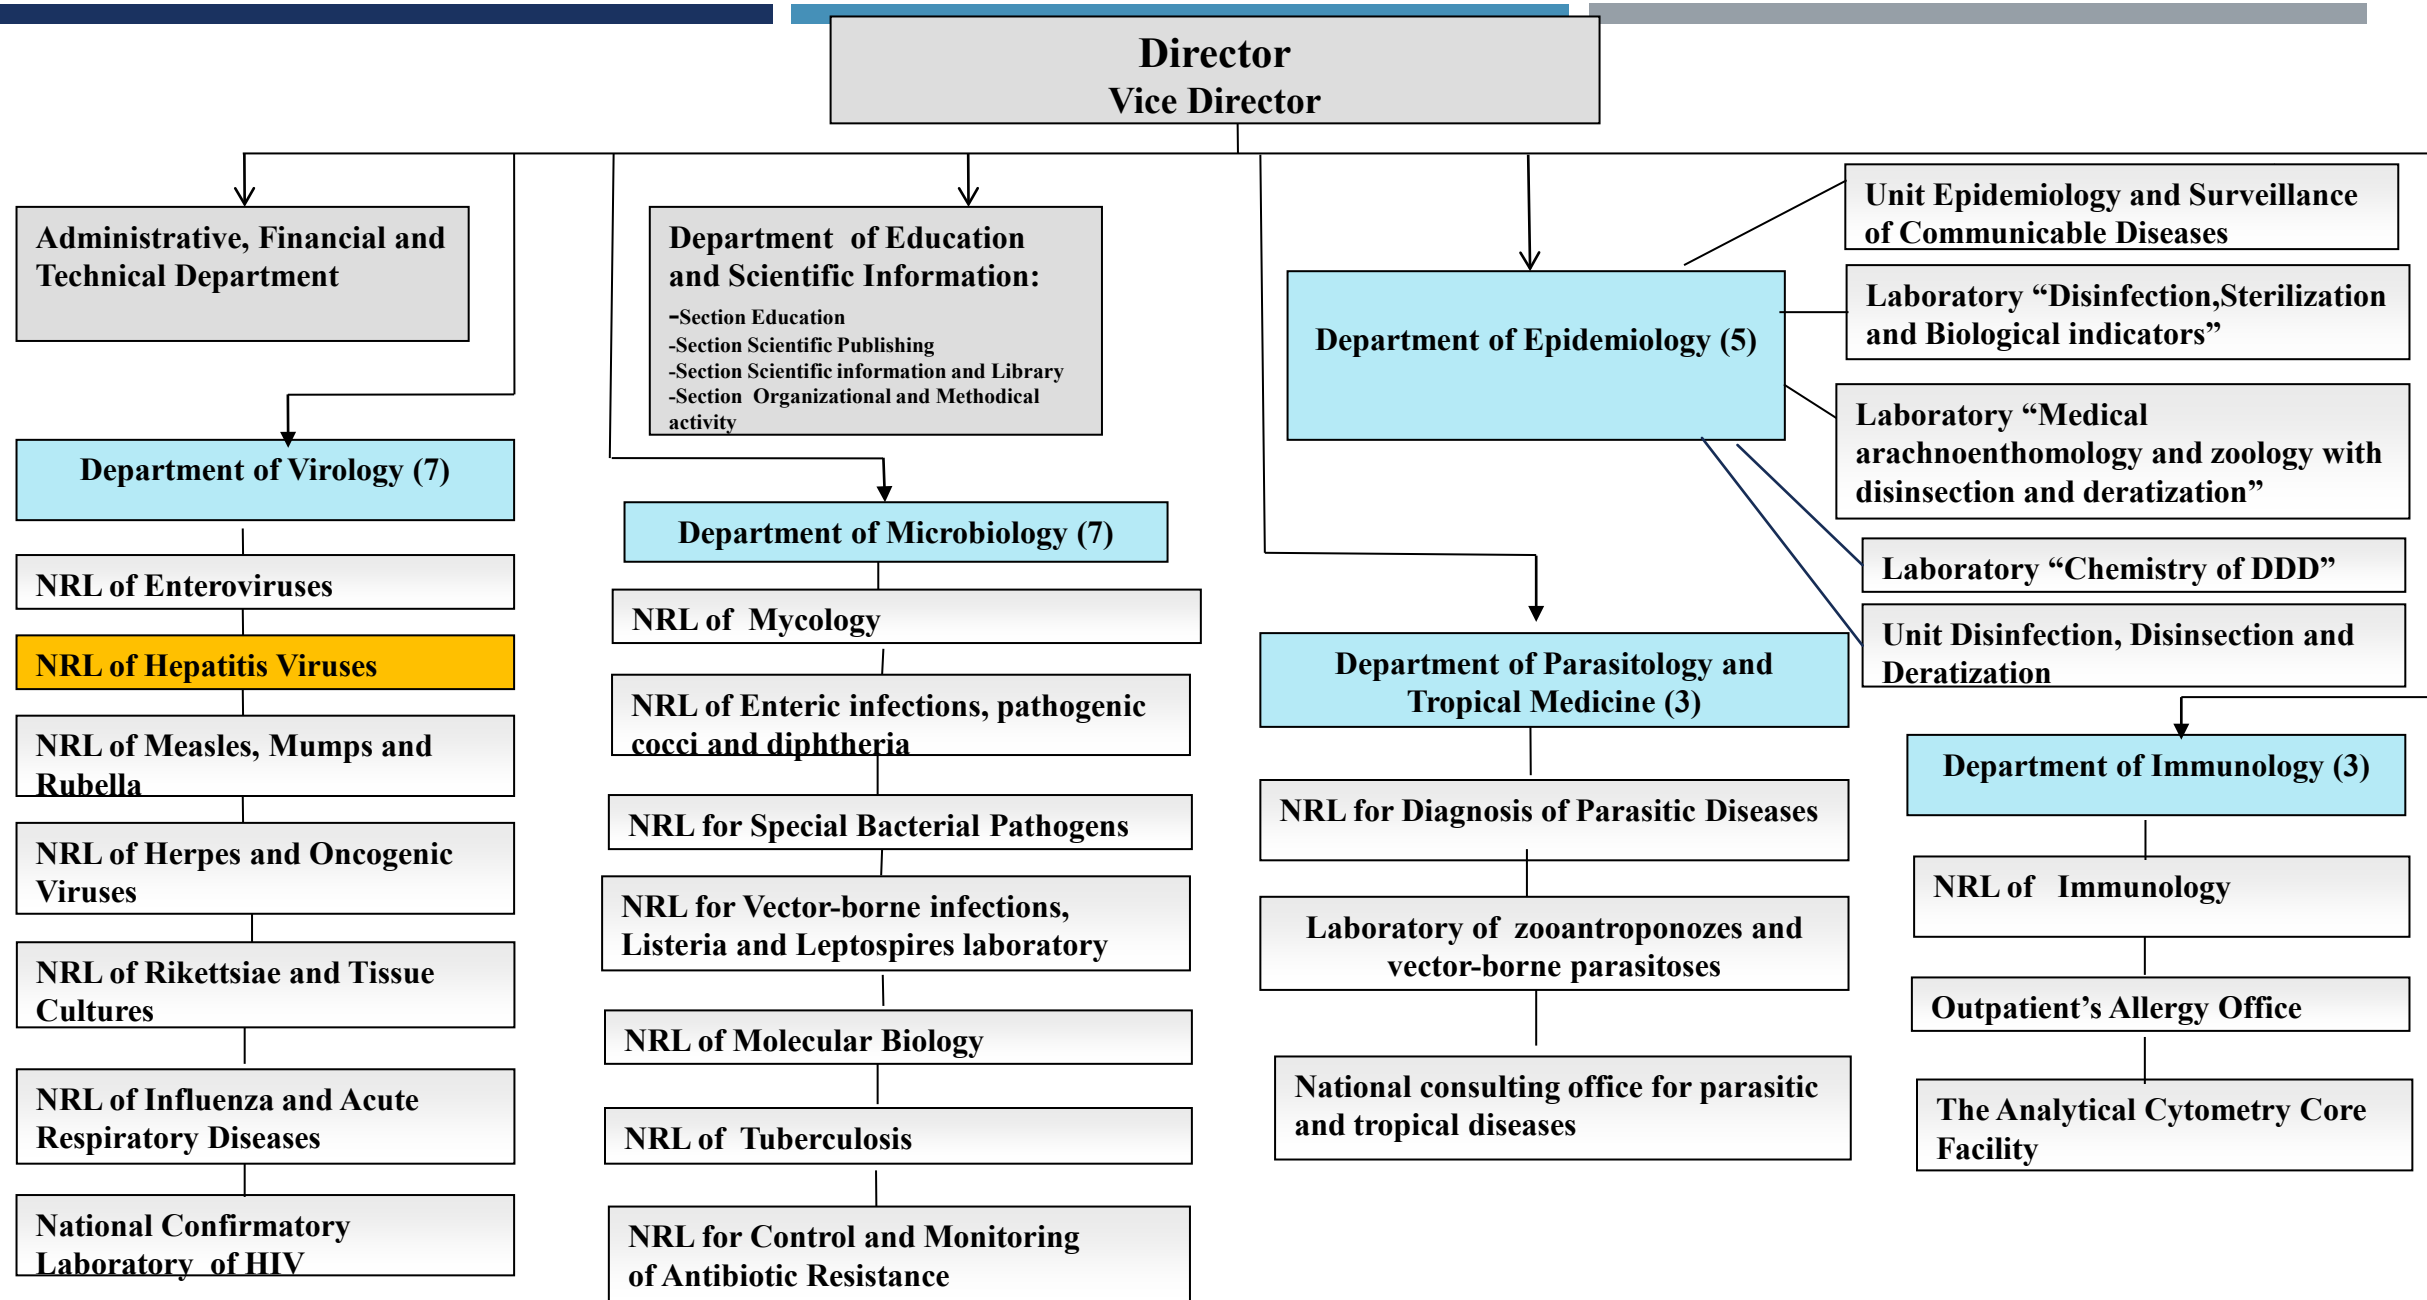 Director
Vice Director
Administrative, Financial and
Technical Department
Department of Education
and Scientific Information:
-Section Education
-Section Scientific Publishing
-Section Scientific information and Library
-Section Organizational and Methodical
activity
Department of Epidemiology (5)
Unit Epidemiology and Surveillance
of Communicable Diseases
Laboratory “Disinfection,Sterilization
and Biological indicators”
Laboratory “Medical
arachnoenthomology and zoology with
disinsection and deratization”
Laboratory “Chemistry of DDD”
Unit Disinfection, Disinsection and
Deratization
Department of Virology (7)
NRL of Enteroviruses
NRL of Hepatitis Viruses
NRL of Measles, Mumps and
Rubella
NRL of Herpes and Oncogenic
Viruses
NRL of Rikettsiae and Tissue
Cultures
NRL of Influenza and Acute
Respiratory Diseases
National Confirmatory
Laboratory of HIV
Department of Microbiology (7)
NRL of Mycology
NRL of Enteric infections, pathogenic
cocci and diphtheria
NRL for Special Bacterial Pathogens
NRL for Vector-borne infections,
Listeria and Leptospires laboratory
NRL of Molecular Biology
NRL of Tuberculosis
NRL for Control and Monitoring
of Antibiotic Resistance
Department of Parasitology and
Tropical Medicine (3)
NRL for Diagnosis of Parasitic Diseases
Laboratory of zooantroponozes and
vector-borne parasitoses
National consulting office for parasitic
and tropical diseases
Department of Immunology (3)
NRL of Immunology
Outpatient’s Allergy Office
The Analytical Cytometry Core
Facility